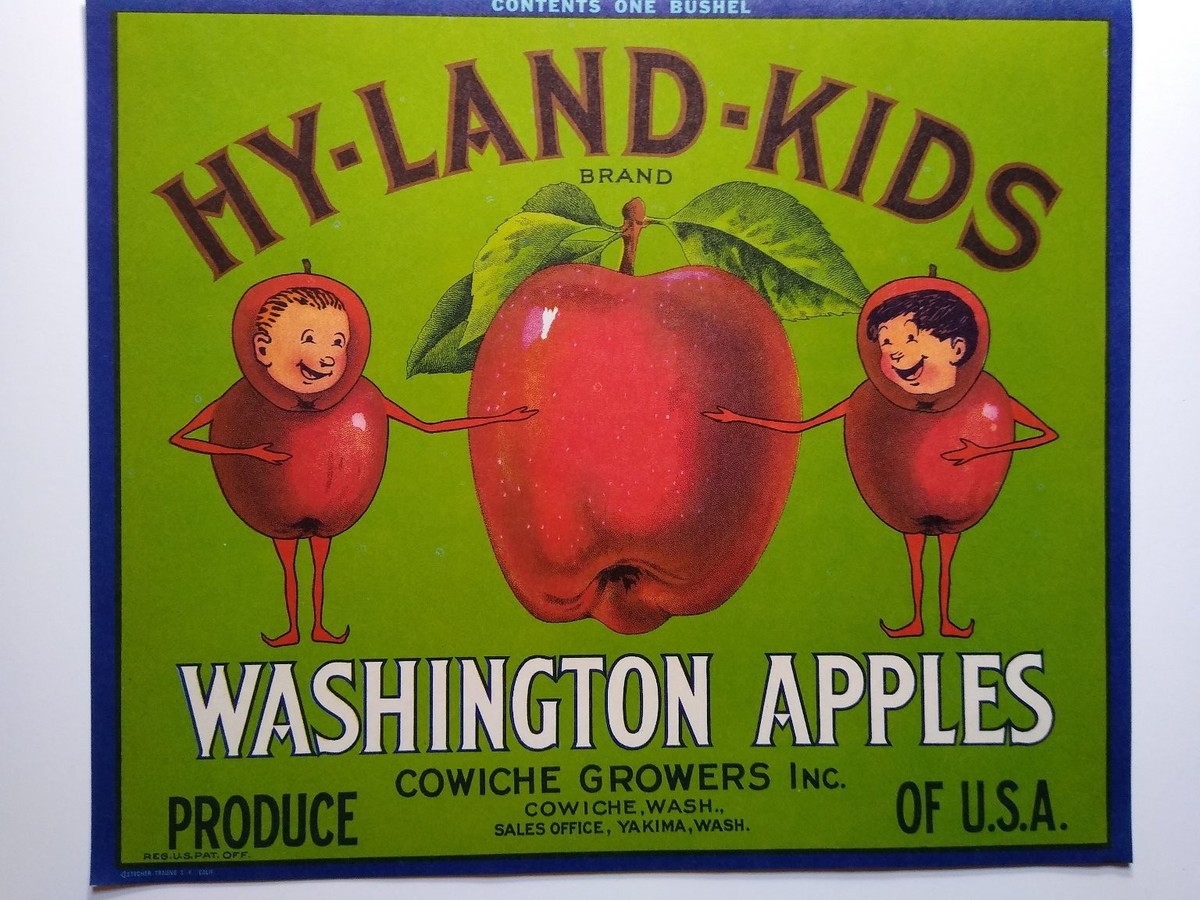 CONTENTS ONE BUSHEL
HY-LAND-KIDS
BRAND
WASHINGTON APPLES
COWICHE GROWERS INC.
COWICHE, WASH.,
SALES OFFICE, YAKIMA, WASH.
PRODUCE
OF U.S.A.
REG. U.S. PAT. OFF.